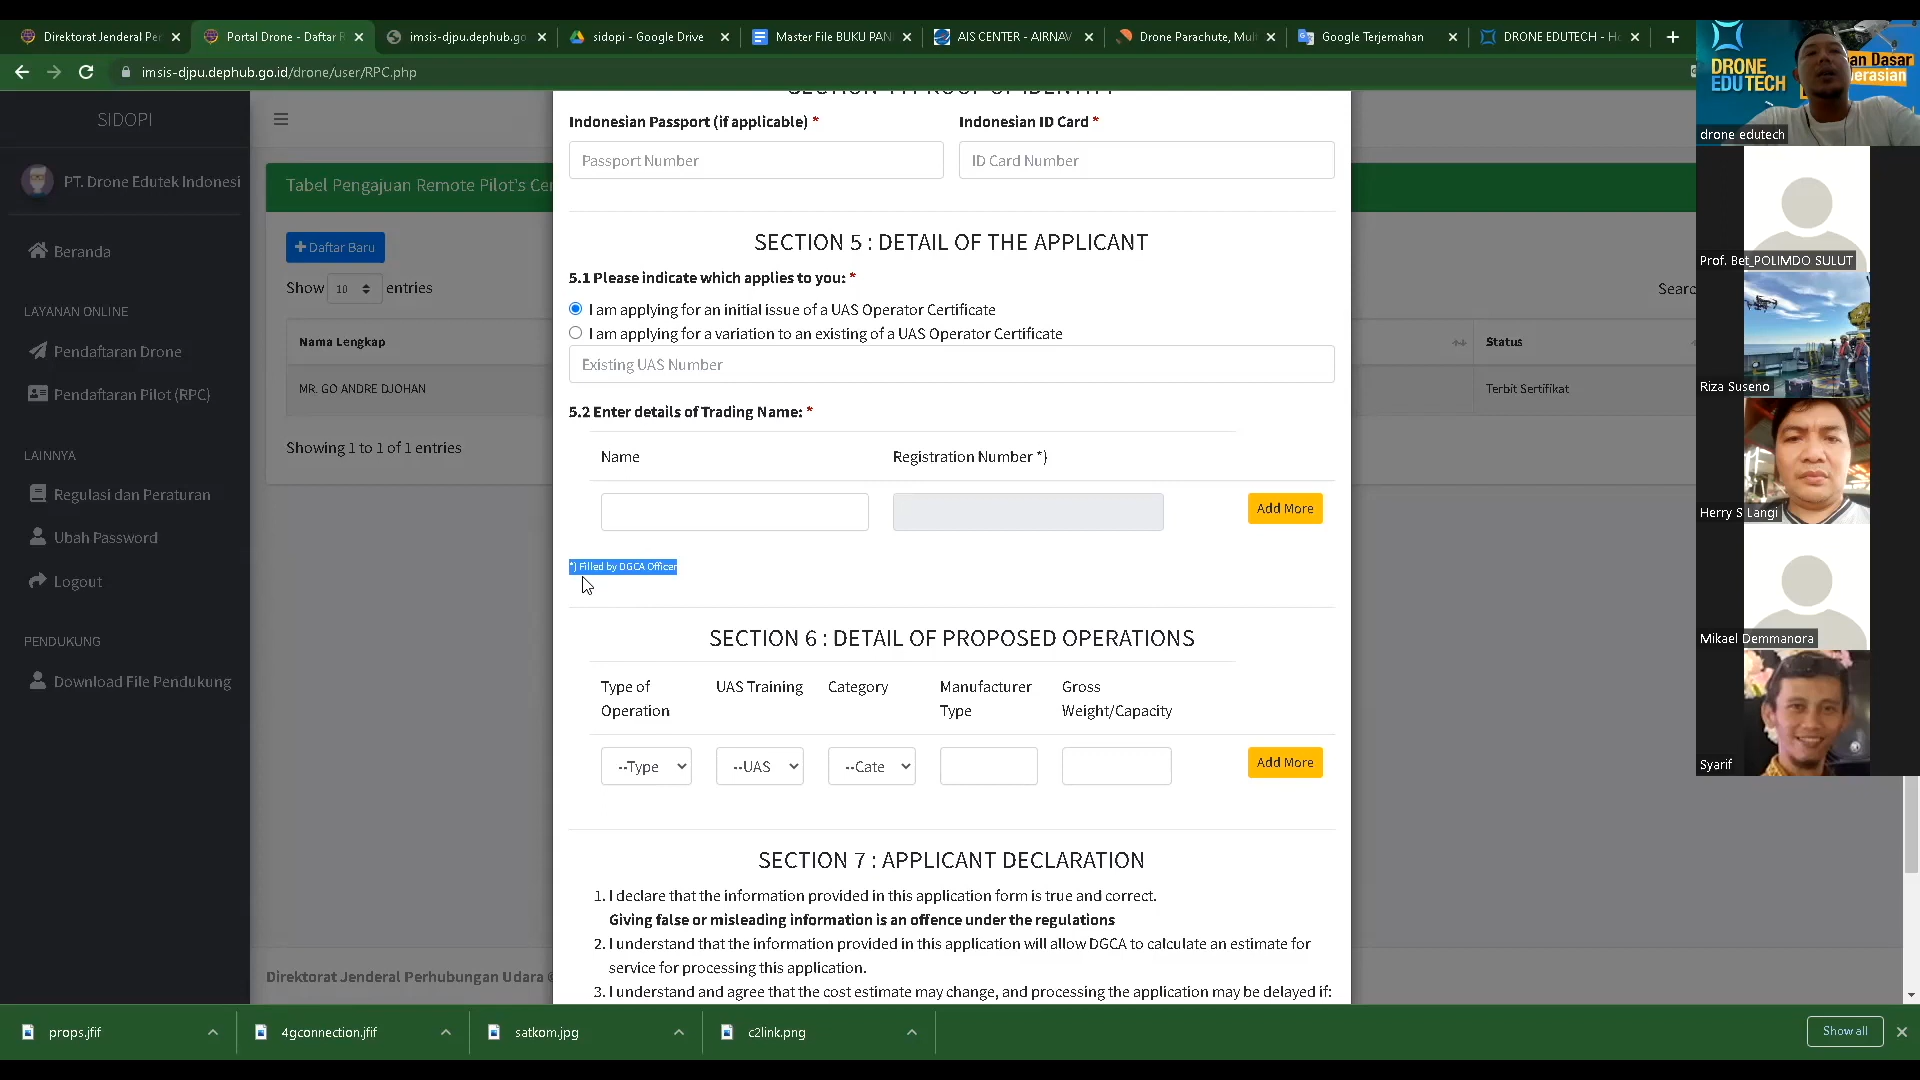 Direktorat Jenderal Per
Portal Drone - Daftar R
imsis-djpu.dephub.go
sidopi - Google Drive
Master File BUKU PAN
AIS CENTER - AIRNAV
Drone Parachute, Mul
Google Terjemahan
DRONE EDUTECH - H
imsis-djpu.dephub.go.id/drone/user/RPC.php
SIDOPI
PT. Drone Edutek Indonesi
Beranda
LAYANAN ONLINE
Pendaftaran Drone
Pendaftaran Pilot (RPC)
LAINNYA
Regulasi dan Peraturan
Ubah Password
Logout
PENDUKUNG
Download File Pendukung
Tabel Pengajuan Remote Pilot's Cer
+ Daftar Baru
Show 10 entries
Searc
Nama Lengkap
Status
MR. GO ANDRE DJOHAN
Terbit Sertifikat
Showing 1 to 1 of 1 entries
Direktorat Jenderal Perhubungan Udara ©
Indonesian Passport (if applicable) *
Indonesian ID Card *
Passport Number
ID Card Number
SECTION 5 : DETAIL OF THE APPLICANT
5.1 Please indicate which applies to you: *
I am applying for an initial issue of a UAS Operator Certificate
I am applying for a variation to an existing of a UAS Operator Certificate
Existing UAS Number
5.2 Enter details of Trading Name: *
Name
Registration Number *)
Add More
*) Filled by DGCA Officer
SECTION 6 : DETAIL OF PROPOSED OPERATIONS
Type of Operation
UAS Training
Category
Manufacturer Type
Gross Weight/Capacity
--Type
--UAS
--Cate
Add More
SECTION 7 : APPLICANT DECLARATION
1. I declare that the information provided in this application form is true and correct.
Giving false or misleading information is an offence under the regulations
2. I understand that the information provided in this application will allow DGCA to calculate an estimate for
service for processing this application.
3. I understand and agree that the cost estimate may change, and processing the application may be delayed if:
DRONE
EDUTECH
an Dasar
erasian
drone edutech
Prof. Bet_POLIMDO SULUT
Riza Suseno
Herry S Langi
Mikael Demmanora
Syarif
props.jfif
4gconnection.jfif
satkom.jpg
c2link.png
Show all